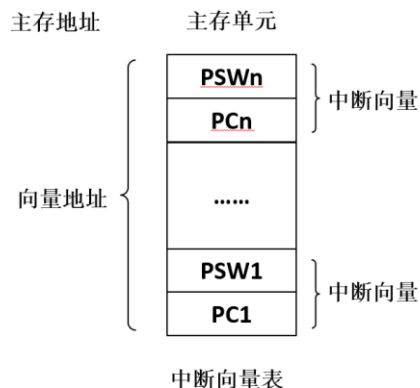 主存地址 主存单元
PSWn
中断向量
PCn
向量地址
......
PSW1
中断向量
PC1
中断向量表